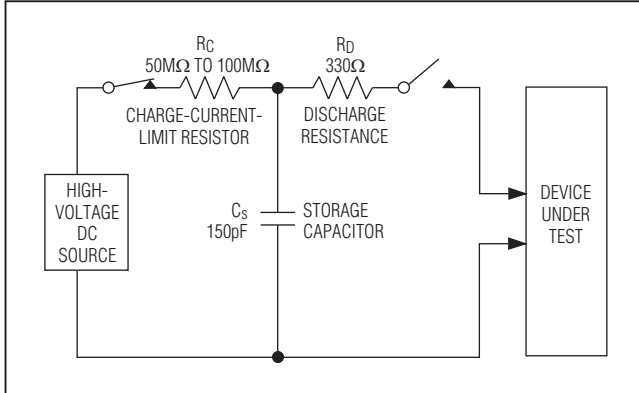 RC
50MΩ TO 100MΩ
CHARGE-CURRENT-
LIMIT RESISTOR
RD
330Ω
DISCHARGE
RESISTANCE
HIGH-
VOLTAGE
DC
SOURCE
CS
150pF
STORAGE
CAPACITOR
DEVICE
UNDER
TEST